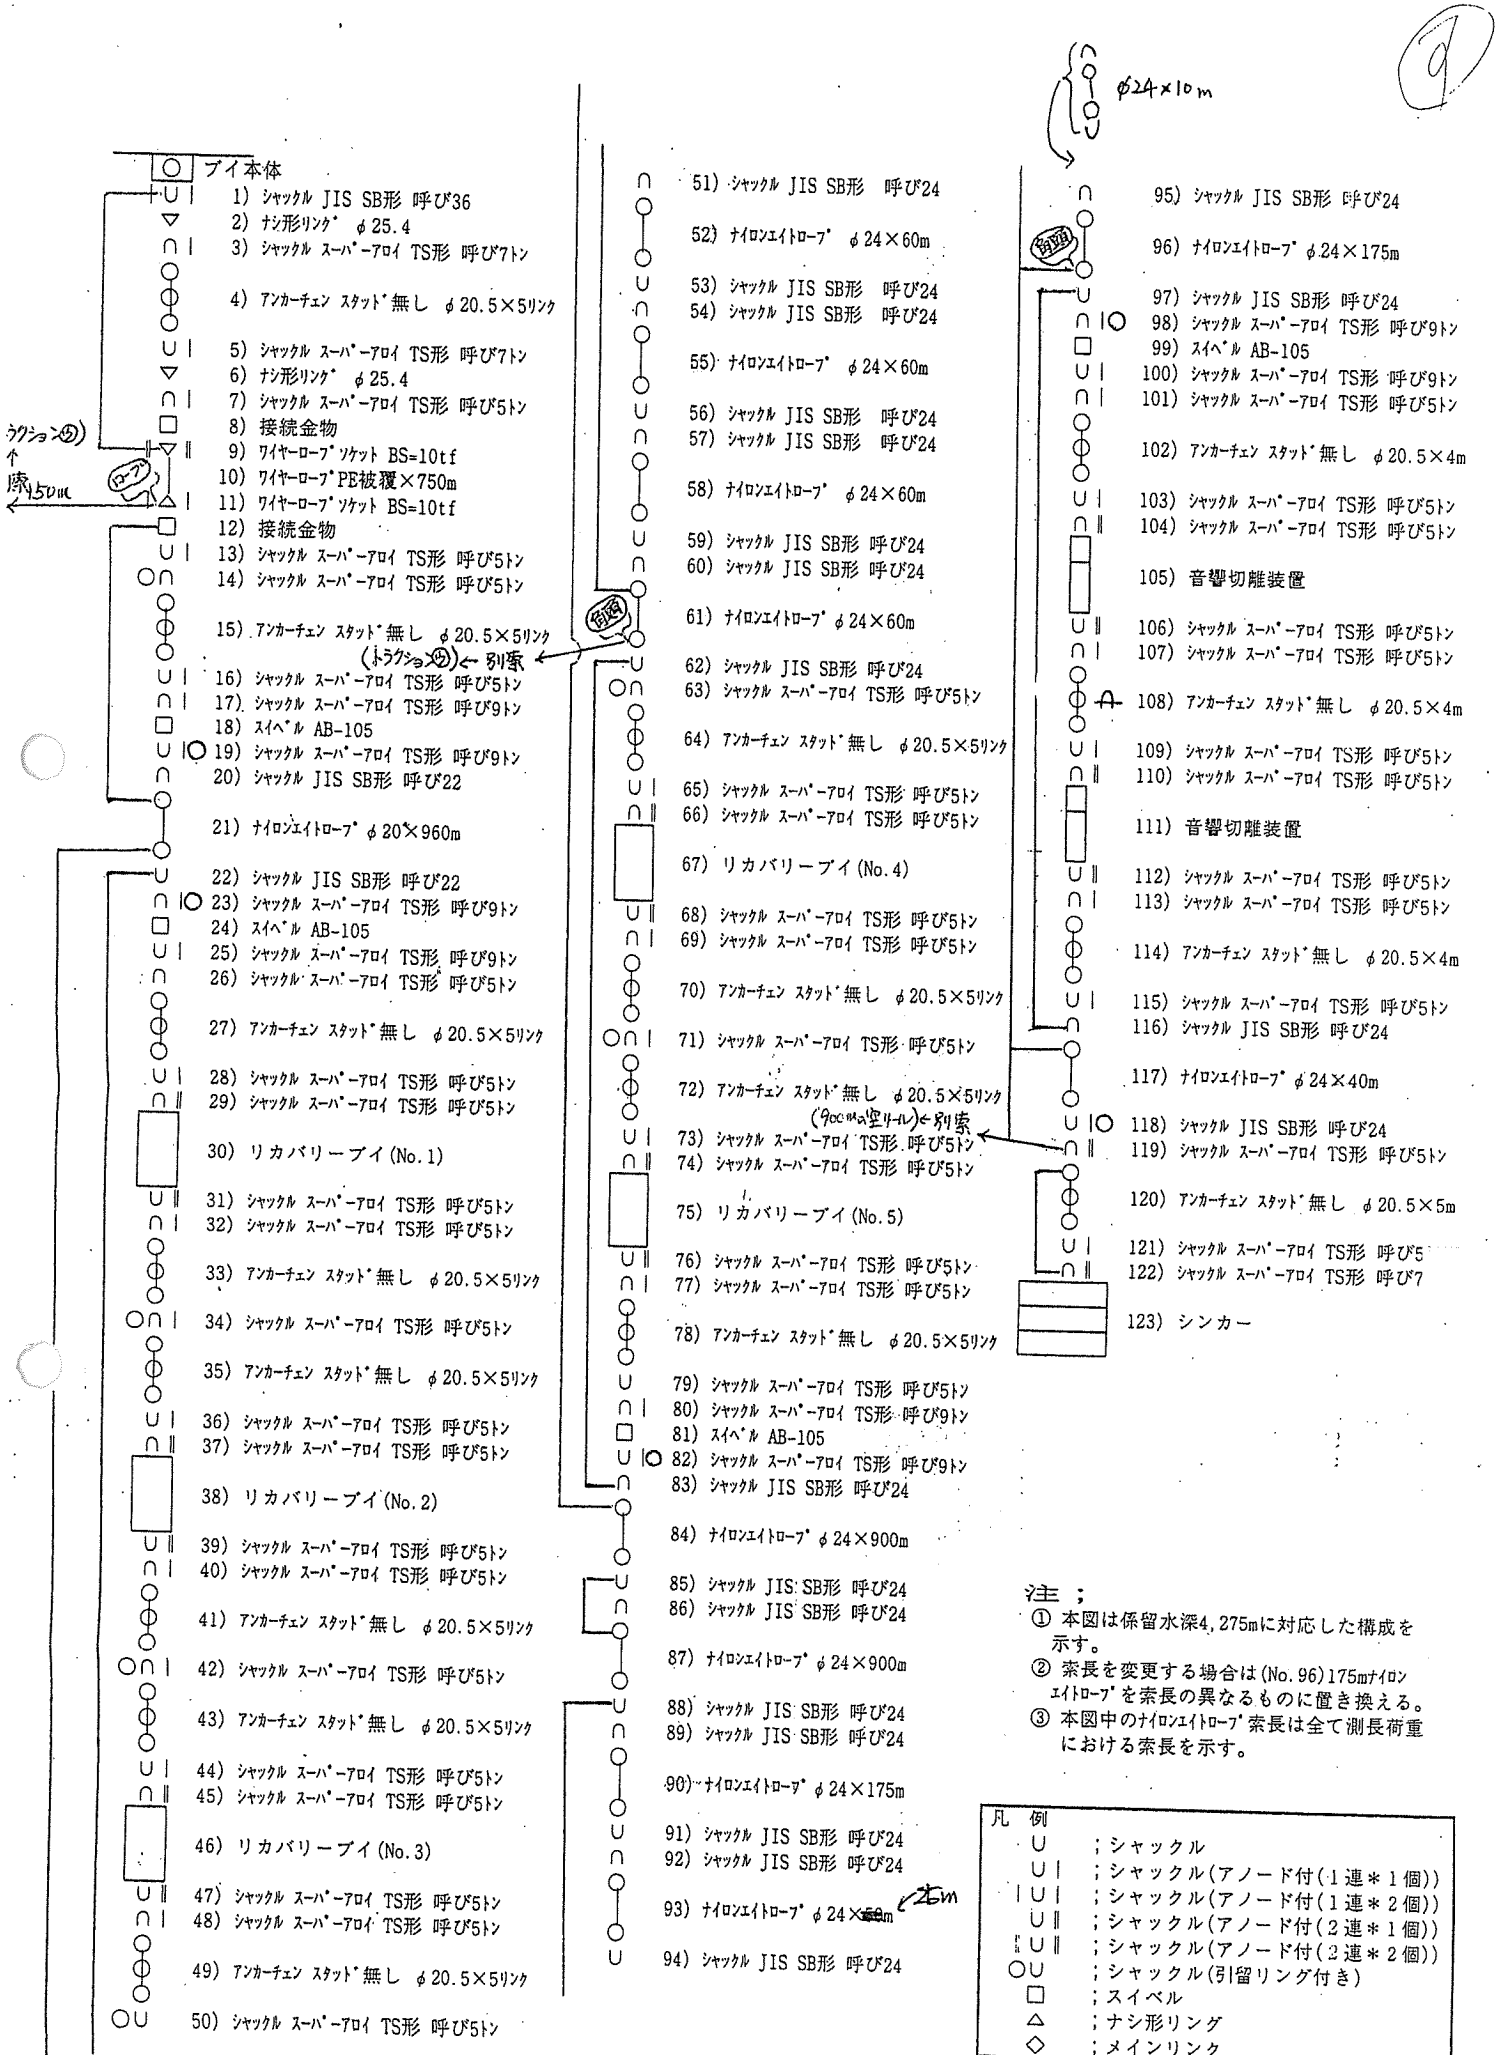 9
φ24×10m
ブイ本体
1) シャックル JIS SB形 呼び36
2) ナシ形リング φ25.4
3) シャックル スーパーアロイ TS形 呼び7トン
4) アンカーチェン スタッド無し φ20.5×5リンク
5) シャックル スーパーアロイ TS形 呼び7トン
6) ナシ形リング φ25.4
7) シャックル スーパーアロイ TS形 呼び5トン
8) 接続金物
9) ワイヤーロープソケット BS=10tf
10) ワイヤーロープPE被覆×750m
11) ワイヤーロープソケット BS=10tf
12) 接続金物
13) シャックル スーパーアロイ TS形 呼び5トン
14) シャックル スーパーアロイ TS形 呼び5トン
15) アンカーチェン スタッド無し φ20.5×5リンク
16) シャックル スーパーアロイ TS形 呼び5トン
17) シャックル スーパーアロイ TS形 呼び9トン
18) スイベル AB-105
19) シャックル スーパーアロイ TS形 呼び9トン
20) シャックル JIS SB形 呼び22
21) ナイロンエイトロープ φ20×960m
22) シャックル JIS SB形 呼び22
23) シャックル スーパーアロイ TS形 呼び9トン
24) スイベル AB-105
25) シャックル スーパーアロイ TS形 呼び9トン
26) シャックル スーパーアロイ TS形 呼び5トン
27) アンカーチェン スタッド無し φ20.5×5リンク
28) シャックル スーパーアロイ TS形 呼び5トン
29) シャックル スーパーアロイ TS形 呼び5トン
30) リカバリーブイ(No.1)
31) シャックル スーパーアロイ TS形 呼び5トン
32) シャックル スーパーアロイ TS形 呼び5トン
33) アンカーチェン スタッド無し φ20.5×5リンク
34) シャックル スーパーアロイ TS形 呼び5トン
35) アンカーチェン スタッド無し φ20.5×5リンク
36) シャックル スーパーアロイ TS形 呼び5トン
37) シャックル スーパーアロイ TS形 呼び5トン
38) リカバリーブイ(No.2)
39) シャックル スーパーアロイ TS形 呼び5トン
40) シャックル スーパーアロイ TS形 呼び5トン
41) アンカーチェン スタッド無し φ20.5×5リンク
42) シャックル スーパーアロイ TS形 呼び5トン
43) アンカーチェン スタッド無し φ20.5×5リンク
44) シャックル スーパーアロイ TS形 呼び5トン
45) シャックル スーパーアロイ TS形 呼び5トン
46) リカバリーブイ(No.3)
47) シャックル スーパーアロイ TS形 呼び5トン
48) シャックル スーパーアロイ TS形 呼び5トン
49) アンカーチェン スタッド無し φ20.5×5リンク
50) シャックル スーパーアロイ TS形 呼び5トン
51) シャックル JIS SB形 呼び24
52) ナイロンエイトロープ φ24×60m
53) シャックル JIS SB形 呼び24
54) シャックル JIS SB形 呼び24
55) ナイロンエイトロープ φ24×60m
56) シャックル JIS SB形 呼び24
57) シャックル JIS SB形 呼び24
58) ナイロンエイトロープ φ24×60m
59) シャックル JIS SB形 呼び24
60) シャックル JIS SB形 呼び24
61) ナイロンエイトロープ φ24×60m
← 別索
62) シャックル JIS SB形 呼び24
63) シャックル スーパーアロイ TS形 呼び5トン
64) アンカーチェン スタッド無し φ20.5×5リンク
65) シャックル スーパーアロイ TS形 呼び5トン
66) シャックル スーパーアロイ TS形 呼び5トン
67) リカバリーブイ(No.4)
68) シャックル スーパーアロイ TS形 呼び5トン
69) シャックル スーパーアロイ TS形 呼び5トン
70) アンカーチェン スタッド無し φ20.5×5リンク
71) シャックル スーパーアロイ TS形 呼び5トン
72) アンカーチェン スタッド無し φ20.5×5リンク
(900mの空リール)←別索
73) シャックル スーパーアロイ TS形 呼び5トン
74) シャックル スーパーアロイ TS形 呼び5トン
75) リカバリーブイ(No.5)
76) シャックル スーパーアロイ TS形 呼び5トン
77) シャックル スーパーアロイ TS形 呼び5トン
78) アンカーチェン スタッド無し φ20.5×5リンク
79) シャックル スーパーアロイ TS形 呼び5トン
80) シャックル スーパーアロイ TS形 呼び9トン
81) スイベル AB-105
82) シャックル スーパーアロイ TS形 呼び9トン
83) シャックル JIS SB形 呼び24
84) ナイロンエイトロープ φ24×900m
85) シャックル JIS SB形 呼び24
86) シャックル JIS SB形 呼び24
87) ナイロンエイトロープ φ24×900m
88) シャックル JIS SB形 呼び24
89) シャックル JIS SB形 呼び24
90) ナイロンエイトロープ φ24×175m
91) シャックル JIS SB形 呼び24
92) シャックル JIS SB形 呼び24
93) ナイロンエイトロープ φ24×50m 25m
94) シャックル JIS SB形 呼び24
95) シャックル JIS SB形 呼び24
96) ナイロンエイトロープ φ24×175m
97) シャックル JIS SB形 呼び24
98) シャックル スーパーアロイ TS形 呼び9トン
99) スイベル AB-105
100) シャックル スーパーアロイ TS形 呼び9トン
101) シャックル スーパーアロイ TS形 呼び5トン
102) アンカーチェン スタッド無し φ20.5×4m
103) シャックル スーパーアロイ TS形 呼び5トン
104) シャックル スーパーアロイ TS形 呼び5トン
105) 音響切離装置
106) シャックル スーパーアロイ TS形 呼び5トン
107) シャックル スーパーアロイ TS形 呼び5トン
108) アンカーチェン スタッド無し φ20.5×4m
109) シャックル スーパーアロイ TS形 呼び5トン
110) シャックル スーパーアロイ TS形 呼び5トン
111) 音響切離装置
112) シャックル スーパーアロイ TS形 呼び5トン
113) シャックル スーパーアロイ TS形 呼び5トン
114) アンカーチェン スタッド無し φ20.5×4m
115) シャックル スーパーアロイ TS形 呼び5トン
116) シャックル JIS SB形 呼び24
117) ナイロンエイトロープ φ24×40m
118) シャックル JIS SB形 呼び24
119) シャックル スーパーアロイ TS形 呼び5トン
120) アンカーチェン スタッド無し φ20.5×5m
121) シャックル スーパーアロイ TS形 呼び5
122) シャックル スーパーアロイ TS形 呼び7
123) シンカー
注；
① 本図は係留水深4,275mに対応した構成を
示す。
② 索長を変更する場合は(No.96)175mナイロン
エイトロープを索長の異なるものに置き換える。
③ 本図中のナイロンエイトロープ索長は全て測長荷重
における索長を示す。
凡 例
；シャックル
；シャックル(アノード付(1連＊1個))
；シャックル(アノード付(1連＊2個))
；シャックル(アノード付(2連＊1個))
；シャックル(アノード付(2連＊2個))
；シャックル(引留リング付き)
；スイベル
；ナシ形リング
；メインリンク